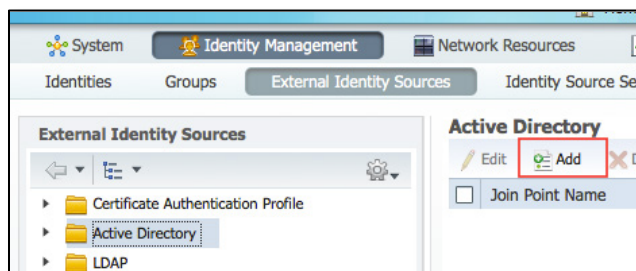 System Identity Management Network Resources
Identities Groups External Identity Sources Identity Source Se
External Identity Sources
Active Directory
Edit Add D
Join Point Name
Certificate Authentication Profile
Active Directory
LDAP